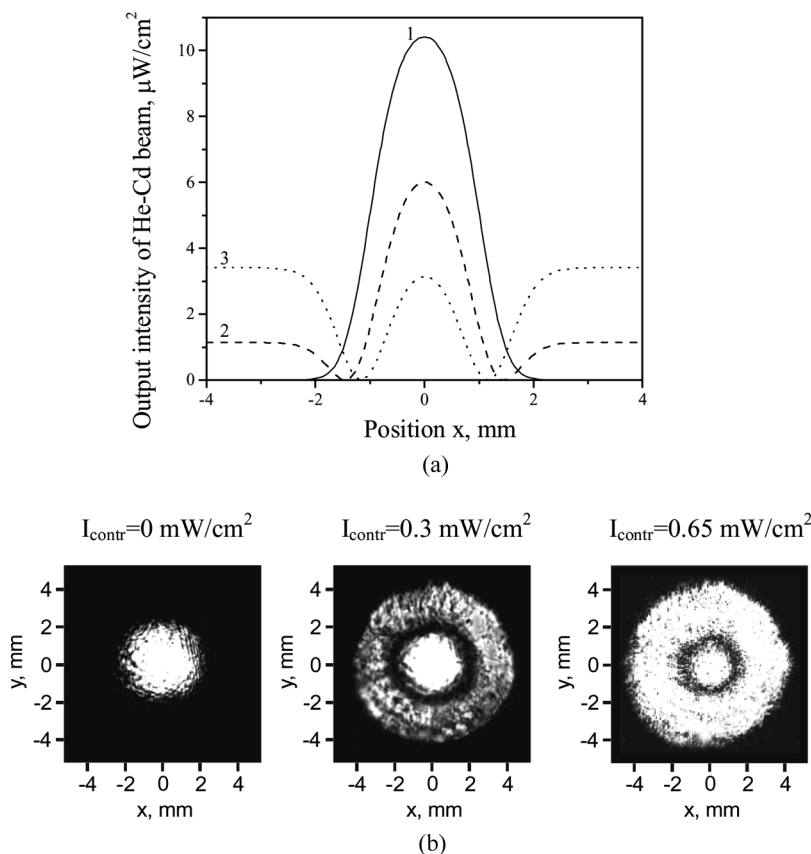 Output intensity of He-Cd beam, μW/cm²
10
8
6
4
2
0
1
3
2
-4
-2
0
2
4
Position x, mm
(a)
I_contr=0 mW/cm²
I_contr=0.3 mW/cm²
I_contr=0.65 mW/cm²
y, mm
4
2
0
-2
-4
-4 -2 0 2 4
x, mm
y, mm
4
2
0
-2
-4
-4 -2 0 2 4
x, mm
y, mm
4
2
0
-2
-4
-4 -2 0 2 4
x, mm
(b)